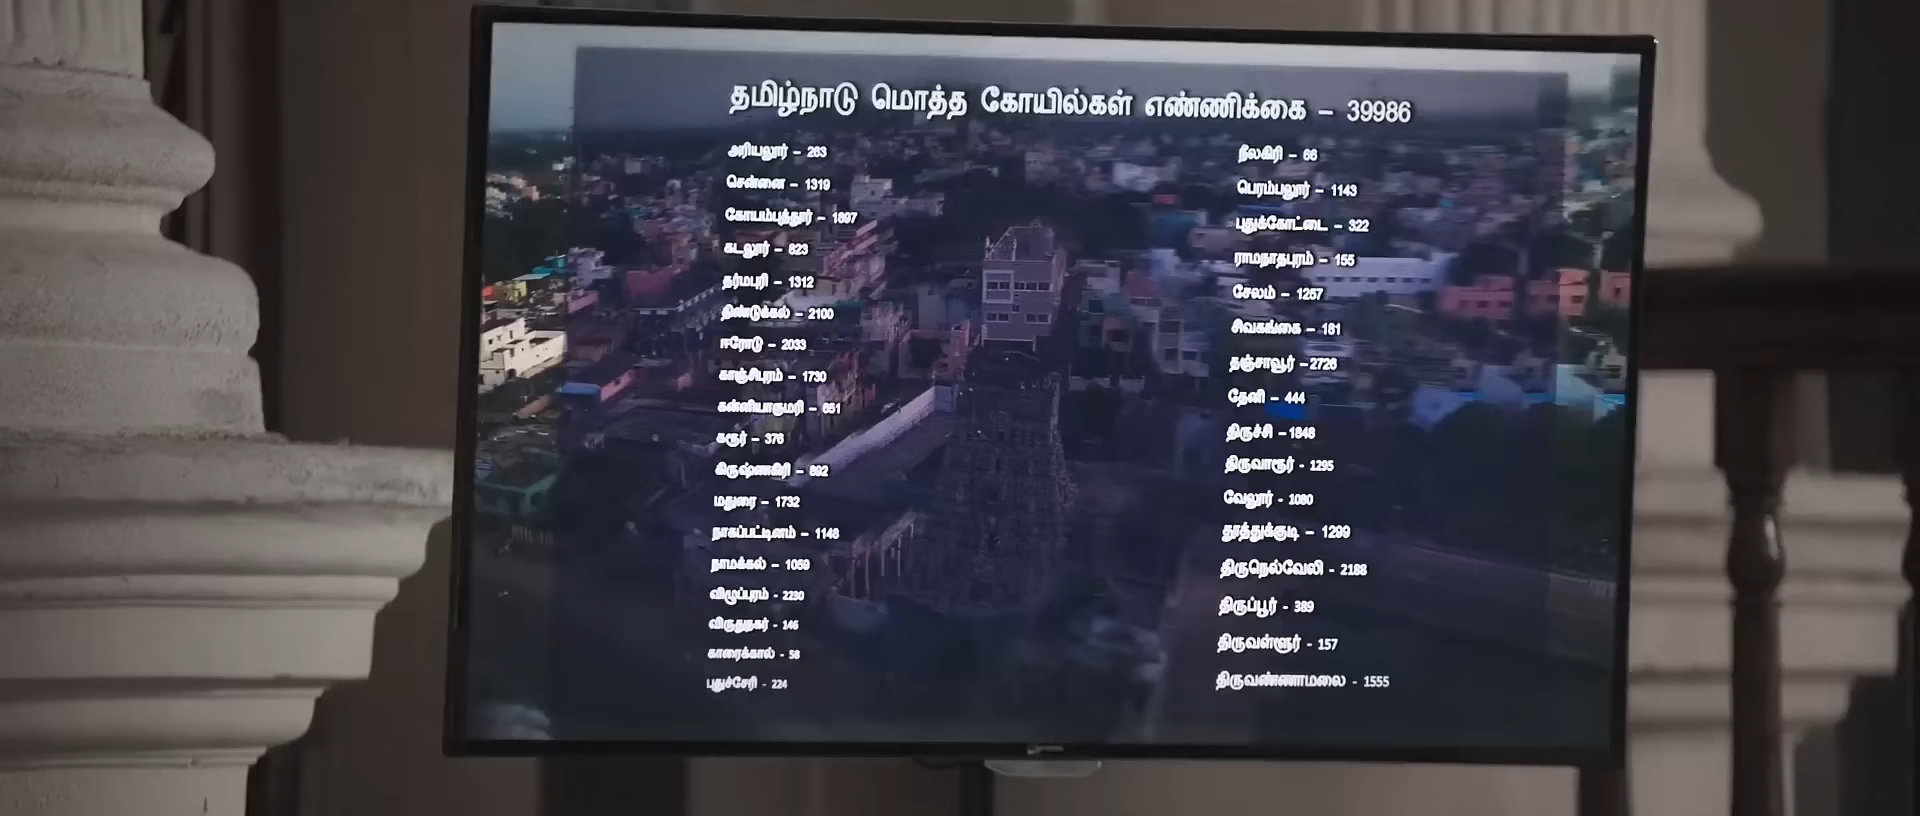 தமிழ்நாடு மொத்த கோயில்கள் எண்ணிக்கை – 39986
அரியலூர் – 263
சென்னை – 1319
கோயம்புத்தூர் – 1897
கடலூர் – 823
தர்மபுரி – 1312
திண்டுக்கல் – 2100
ஈரோடு – 2033
காஞ்சிபுரம் – 1730
கன்னியாகுமரி – 651
கரூர் – 376
கிருஷ்ணகிரி – 892
மதுரை – 1732
நாகப்பட்டினம் – 1148
நாமக்கல் – 1059
விழுப்புரம் - 2230
விருதுநகர் - 146
காரைக்கால் - 58
புதுச்சேரி - 224
நீலகிரி – 66
பெரம்பலூர் – 1143
புதுக்கோட்டை – 322
ராமநாதபுரம் – 155
சேலம் – 1257
சிவகங்கை – 161
தஞ்சாவூர் –2726
தேனி – 444
திருச்சி –1846
திருவாரூர் - 1295
வேலூர் - 1080
தூத்துக்குடி – 1299
திருநெல்வேலி - 2188
திருப்பூர் - 389
திருவள்ளூர் - 157
திருவண்ணாமலை - 1555